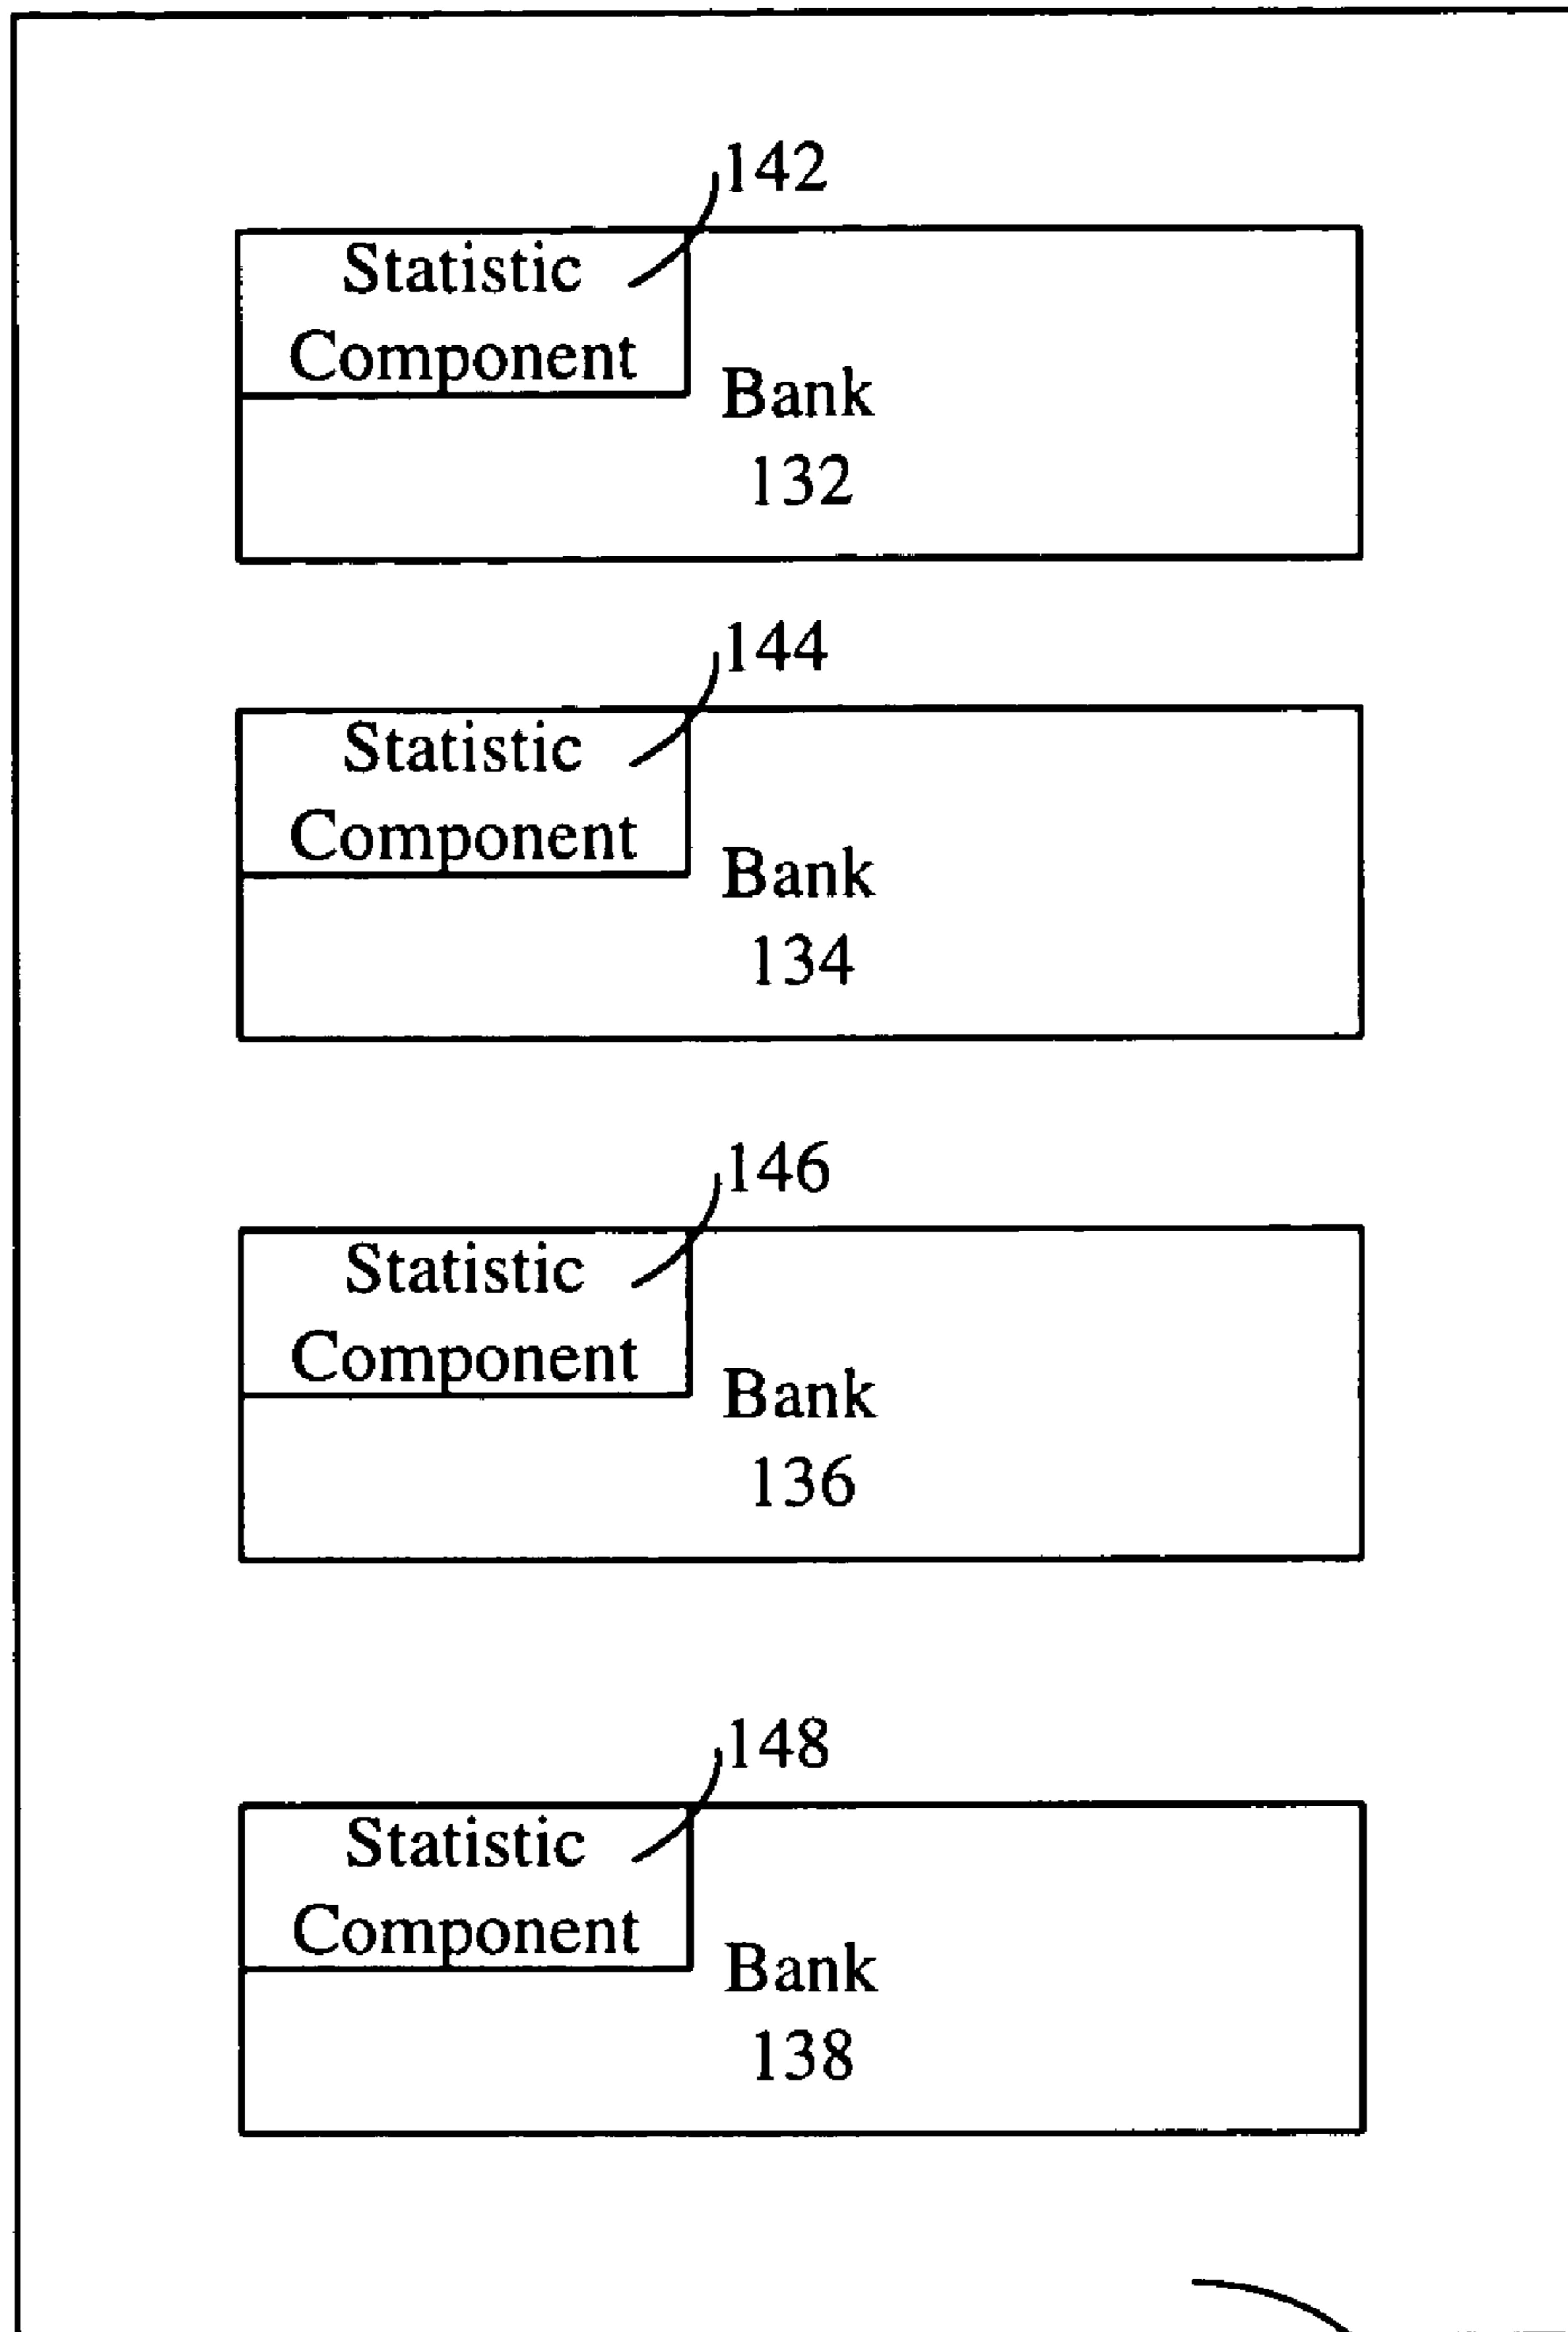 142
Statistic
Component
Bank
132
144
Statistic
Component
Bank
134
146
Statistic
Component
Bank
136
148
Statistic
Component
Bank
138